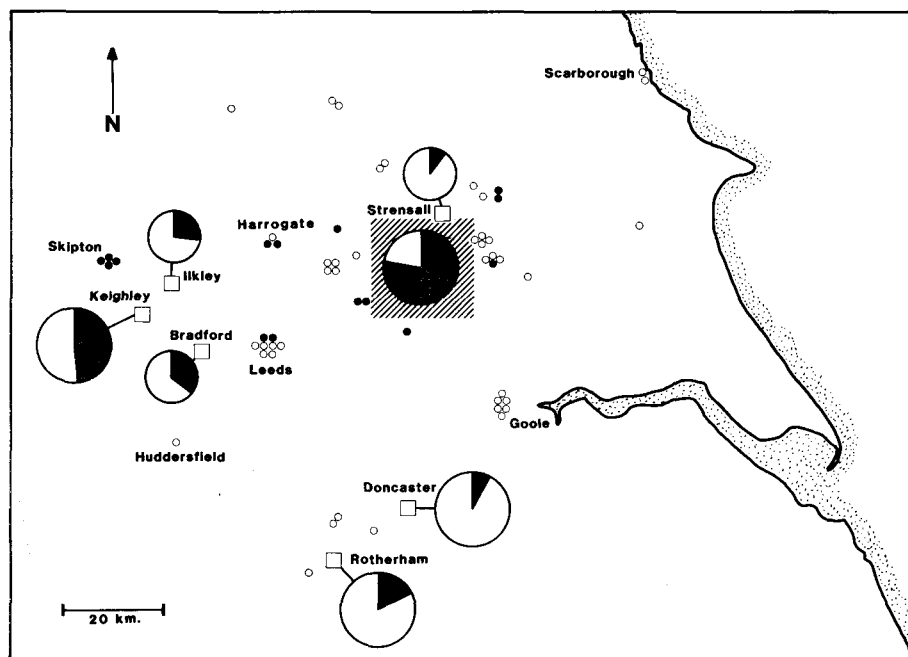 Scarborough
N
Strensall
Harrogate
Skipton
Ilkley
Keighley
Bradford
Leeds
Goole
Huddersfield
Doncaster
Rotherham
20 km.